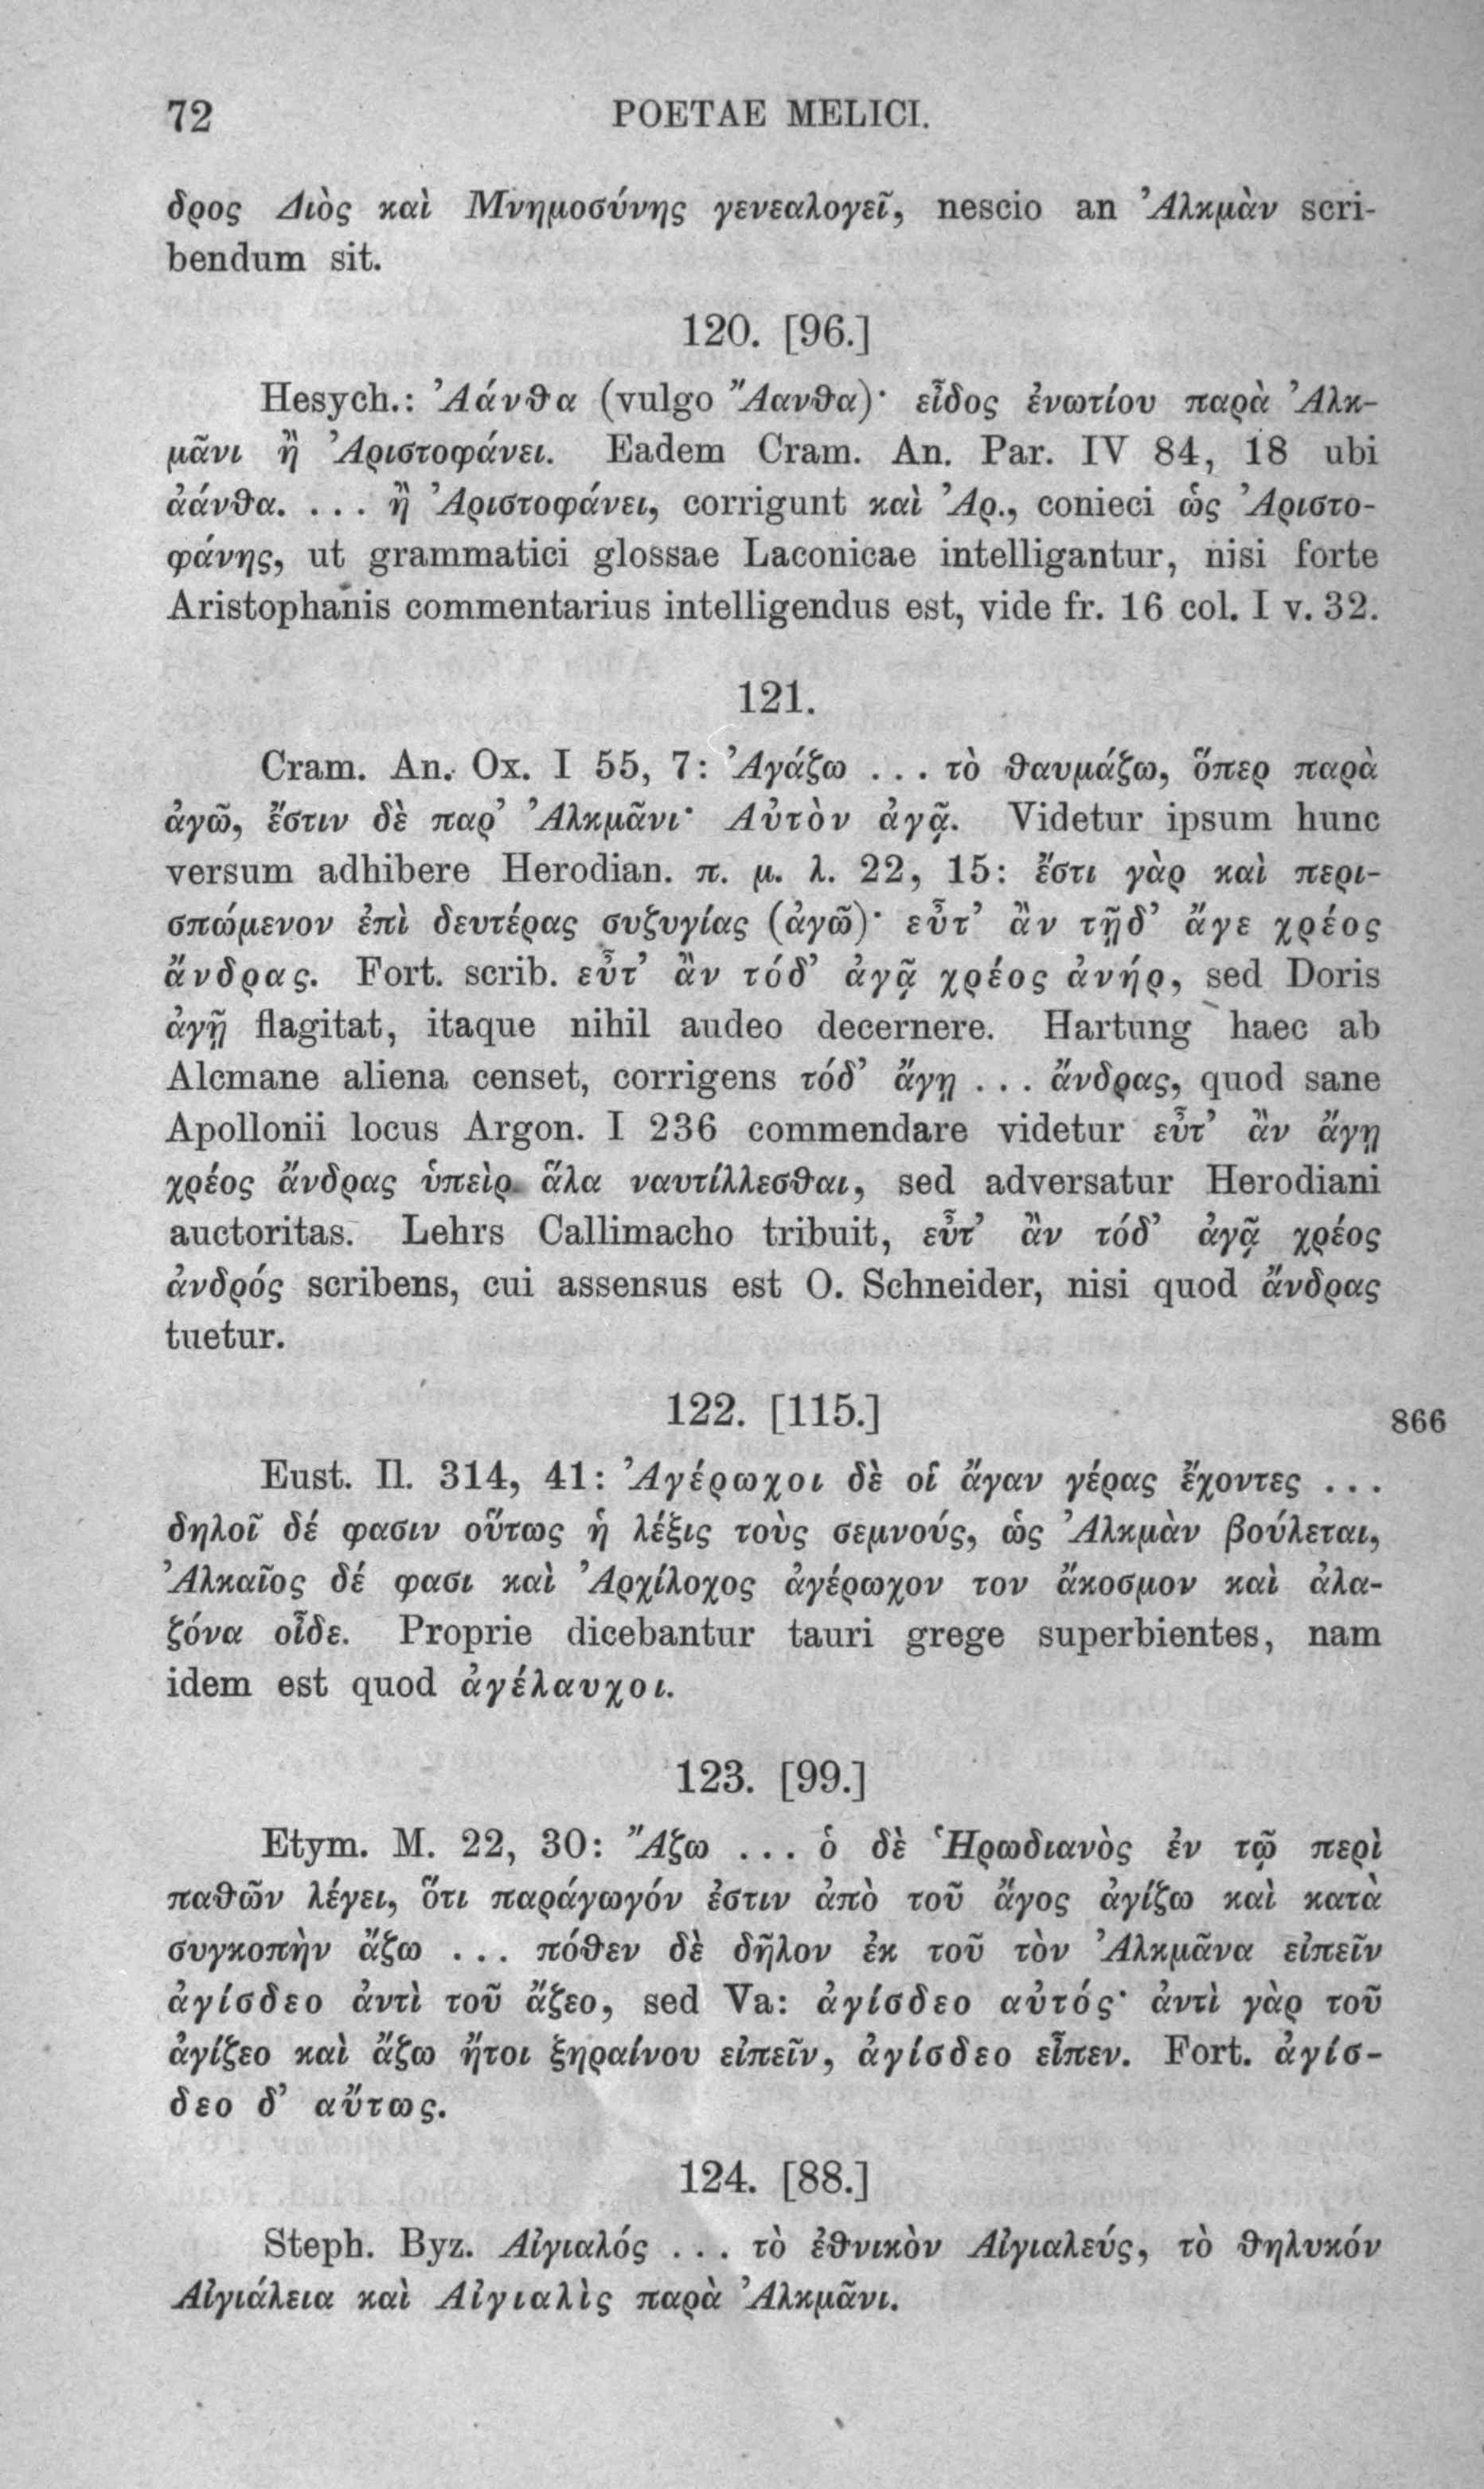 72 POETAE MELICI.
δρος Διὸς καὶ Μνημοσύνης γενεαλογεῖ, nescio an Ἀλκμὰν scri-
bendum sit.
120. [96.]
Hesych.: Ἀάνθα (vulgo Ἄανθα)· εἶδος ἐνωτίου παρὰ Ἀλκ-
μᾶνι ἢ Ἀριστοφάνει. Eadem Cram. An. Par. IV 84, 18 ubi
ἀάνθα. ... ἢ Ἀριστοφάνει, corrigunt καὶ Ἀρ., conieci ὡς Ἀριστο-
φάνης, ut grammatici glossae Laconicae intelligantur, nisi forte
Aristophanis commentarius intelligendus est, vide fr. 16 col. I v. 32.
121.
Cram. An. Ox. I 55, 7: Ἀγάζω ... τὸ θαυμάζω, ὅπερ παρὰ
ἀγῶ, ἔστιν δὲ παρ’ Ἀλκμᾶνι· Αὐτὸν ἀγᾷ. Videtur ipsum hunc
versum adhibere Herodian. π. μ. λ. 22, 15: ἔστι γὰρ καὶ περι-
σπώμενον ἐπὶ δευτέρας συζυγίας (ἀγῶ)· εὖτ’ ἂν τῇδ’ ἄγε χρέος
ἄνδρας. Fort. scrib. εὖτ’ ἂν τόδ’ ἀγᾷ χρέος ἀνήρ, sed Doris
ἀγῇ flagitat, itaque nihil audeo decernere. Hartung haec ab
Alcmane aliena censet, corrigens τόδ’ ἄγῃ ... ἄνδρας, quod sane
Apollonii locus Argon. I 236 commendare videtur εὖτ’ ἂν ἄγῃ
χρέος ἄνδρας ὑπεὶρ ἅλα ναυτίλλεσθαι, sed adversatur Herodiani
auctoritas. Lehrs Callimacho tribuit, εὖτ’ ἂν τόδ’ ἀγᾷ χρέος
ἀνδρός scribens, cui assensus est O. Schneider, nisi quod ἄνδρας
tuetur.
122. [115.] 866
Eust. Il. 314, 41: Ἀγέρωχοι δὲ οἱ ἄγαν γέρας ἔχοντες ...
δηλοῖ δέ φασιν οὕτως ἡ λέξις τοὺς σεμνούς, ὡς Ἀλκμὰν βούλεται,
Ἀλκαῖος δέ φασι καὶ Ἀρχίλοχος ἀγέρωχον τον ἄκοσμον καὶ ἀλα-
ζόνα οἶδε. Proprie dicebantur tauri grege superbientes, nam
idem est quod ἀγέλαυχοι.
123. [99.]
Etym. M. 22, 30: Ἄζω ... ὁ δὲ Ἡρωδιανὸς ἐν τῷ περὶ
παθῶν λέγει, ὅτι παράγωγόν ἐστιν ἀπὸ τοῦ ἄγος ἀγίζω καὶ κατὰ
συγκοπὴν ἄζω ... πόθεν δὲ δῆλον ἐκ τοῦ τὸν Ἀλκμᾶνα εἰπεῖν
ἀγίσδεο ἀντὶ τοῦ ἄζεο, sed Va: ἀγίσδεο αὐτός· ἀντὶ γὰρ τοῦ
ἀγίζεο καὶ ἄζω ἤτοι ξηραίνου εἰπεῖν, ἀγίσδεο εἶπεν. Fort. ἀγίσ-
δεο δ’ αὔτως.
124. [88.]
Steph. Byz. Αἰγιαλός ... τὸ ἐθνικὸν Αἰγιαλεύς, τὸ θηλυκόν
Αἰγιάλεια καὶ Αἰγιαλὶς παρὰ Ἀλκμᾶνι.